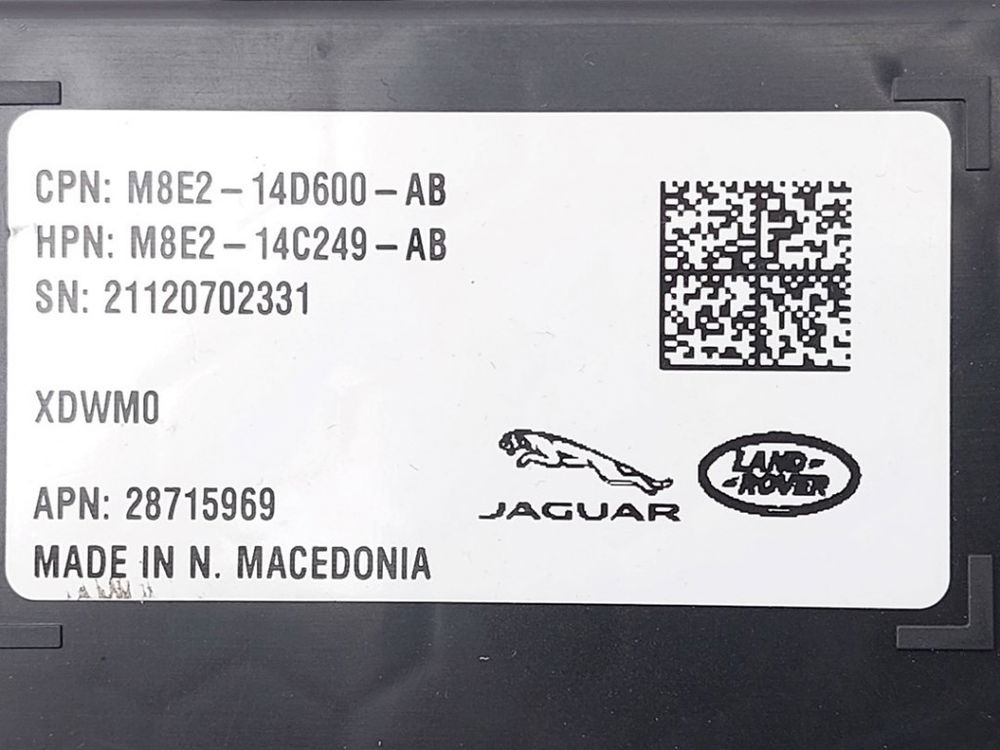 CPN: M8E2-14D600-AB
HPN: M8E2-14C249-AB
SN: 21120702331
XDWM0
APN: 28715969
MADE IN N. MACEDONIA
JAGUAR
LAND-
-ROVER